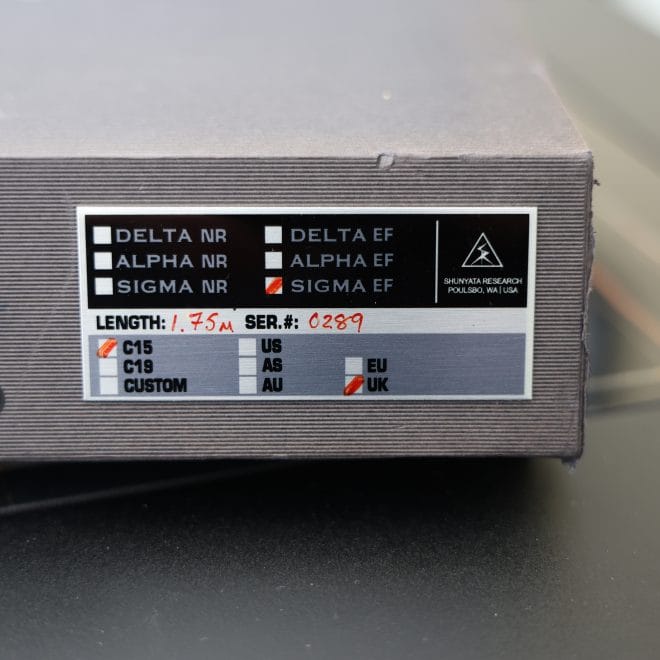 DELTA NR DELTA EF
ALPHA NR ALPHA EF
SIGMA NR SIGMA EF
SHUNYATA RESEARCH
POULSBO, WA | USA
LENGTH: 1.75M SER.#: 0289
C15 US
C19 AS EU
CUSTOM AU UK